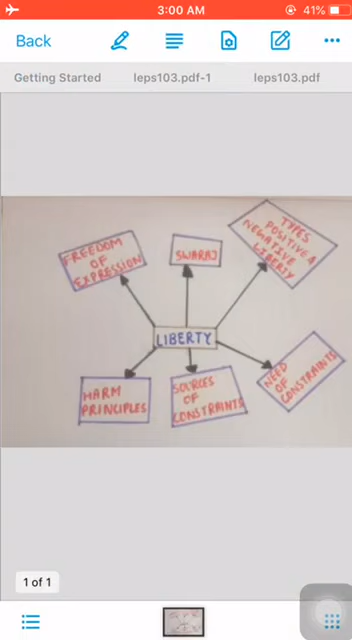 3:00 AM
41%
Back
Getting Started
leps103.pdf-1
leps103.pdf
FREEDOM
OF
EXPRESSION
SWARAJ
TYPES
POSITIVE &
NEGATIVE
LIBERTY
LIBERTY
HARM
PRINCIPLES
SOURCES
OF
CONSTRAINTS
NEED
OF
CONSTRAINTS
1 of 1